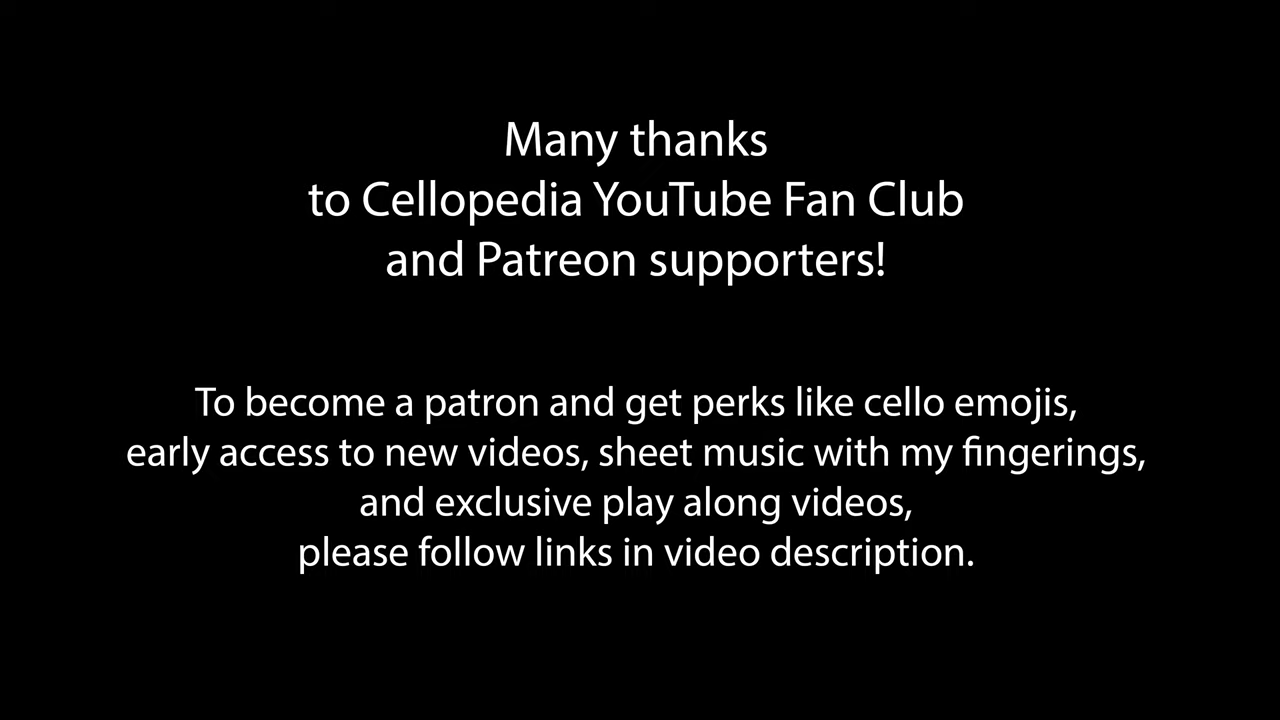 Many thanks
to Cellopedia YouTube Fan Club
and Patreon supporters!
To become a patron and get perks like cello emojis,
early access to new videos, sheet music with my fingerings,
and exclusive play along videos,
please follow links in video description.